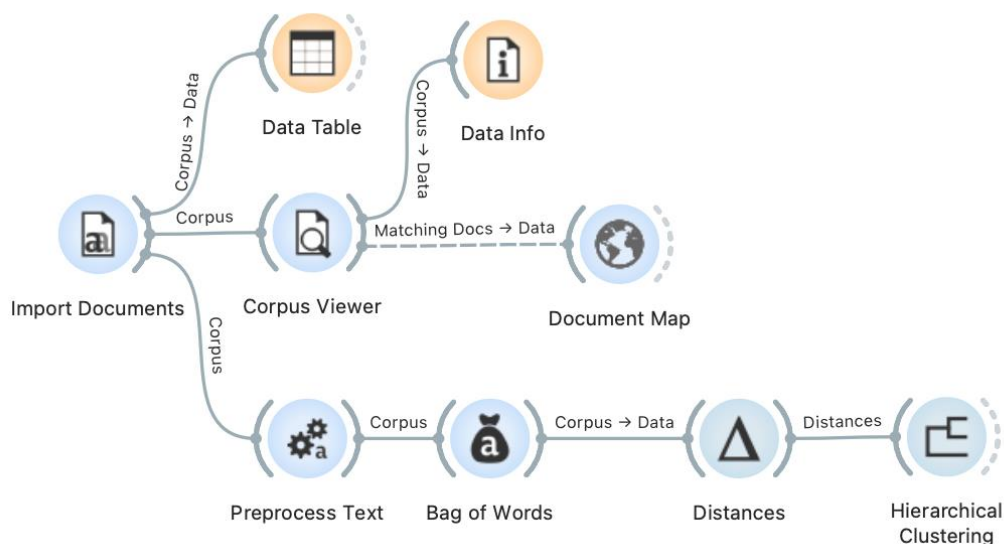 Data Table
Data Info
Corpus → Data
Corpus → Data
Corpus
Matching Docs → Data
Import Documents
Corpus Viewer
Document Map
Corpus
Corpus
Corpus → Data
Distances
Preprocess Text
Bag of Words
Distances
Hierarchical
Clustering
a
i
a
a
a
Δ